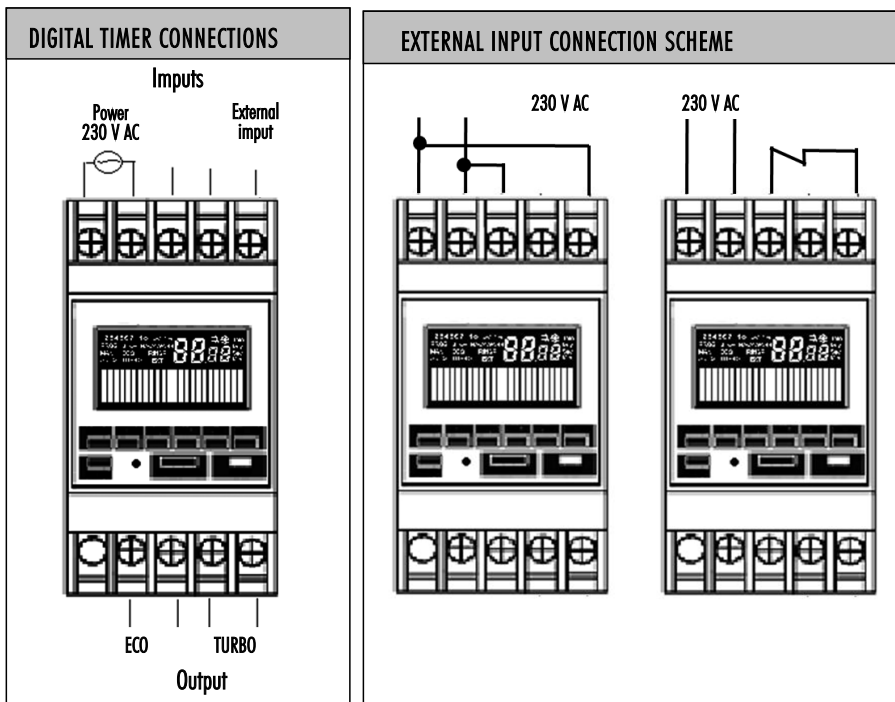 DIGITAL TIMER CONNECTIONS
Imputs
Power
230 V AC
External
imput
ECO
TURBO
Output
EXTERNAL INPUT CONNECTION SCHEME
230 V AC
230 V AC